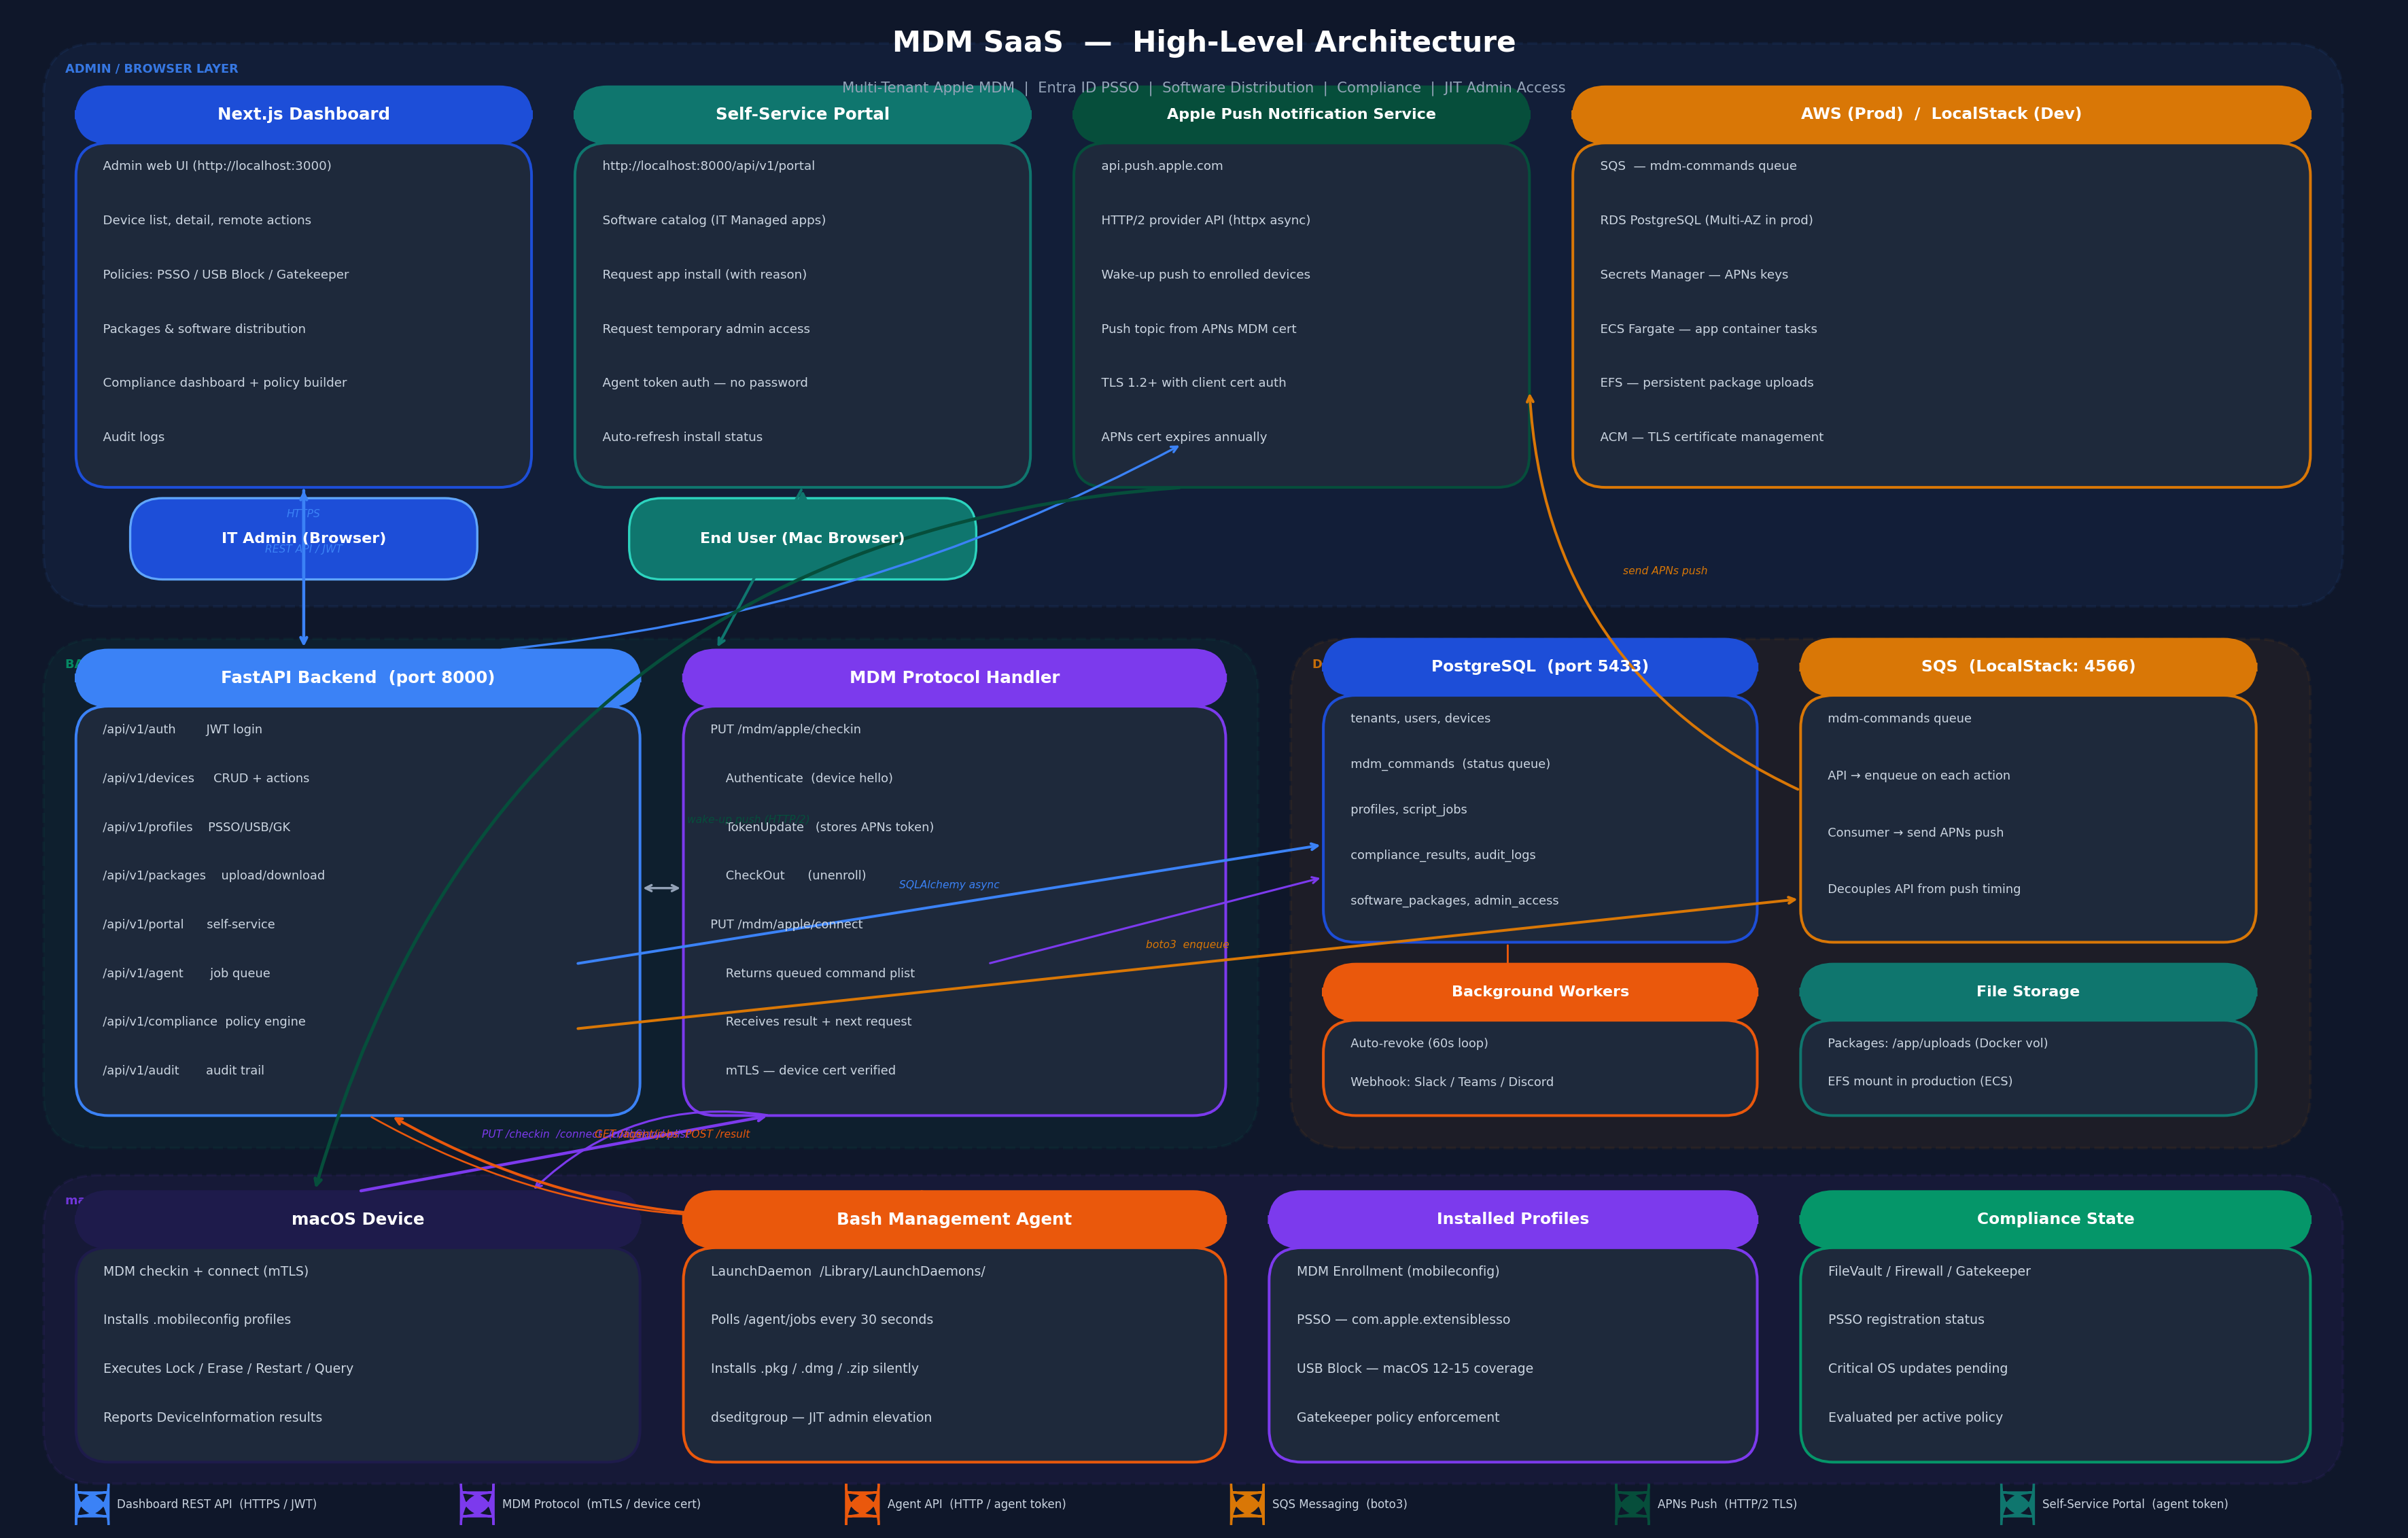 MDM SaaS — High-Level Architecture
ADMIN / BROWSER LAYER
Multi-Tenant Apple MDM | Entra ID PSSO | Software Distribution | Compliance | JIT Admin Access
Next.js Dashboard
Admin web UI (http://localhost:3000)
Device list, detail, remote actions
Policies: PSSO / USB Block / Gatekeeper
Packages & software distribution
Compliance dashboard + policy builder
Audit logs
Self-Service Portal
http://localhost:8000/api/v1/portal
Software catalog (IT Managed apps)
Request app install (with reason)
Request temporary admin access
Agent token auth — no password
Auto-refresh install status
Apple Push Notification Service
api.push.apple.com
HTTP/2 provider API (httpx async)
Wake-up push to enrolled devices
Push topic from APNs MDM cert
TLS 1.2+ with client cert auth
APNs cert expires annually
AWS (Prod) / LocalStack (Dev)
SQS — mdm-commands queue
RDS PostgreSQL (Multi-AZ in prod)
Secrets Manager — APNs keys
ECS Fargate — app container tasks
EFS — persistent package uploads
ACM — TLS certificate management
HTTPS
IT Admin (Browser)
REST API / JWT
End User (Mac Browser)
send APNs push
FastAPI Backend (port 8000)
/api/v1/auth JWT login
/api/v1/devices CRUD + actions
/api/v1/profiles PSSO/USB/GK
/api/v1/packages upload/download
/api/v1/portal self-service
/api/v1/agent job queue
/api/v1/compliance policy engine
/api/v1/audit audit trail
MDM Protocol Handler
PUT /mdm/apple/checkin
Authenticate (device hello)
wake-up push (HTTP/2)
TokenUpdate (stores APNs token)
CheckOut (unenroll)
SQLAlchemy async
PUT /mdm/apple/connect
boto3 enqueue
Returns queued command plist
Receives result + next request
mTLS — device cert verified
PostgreSQL (port 5433)
tenants, users, devices
mdm_commands (status queue)
profiles, script_jobs
compliance_results, audit_logs
software_packages, admin_access
SQS (LocalStack: 4566)
mdm-commands queue
API → enqueue on each action
Consumer → send APNs push
Decouples API from push timing
Background Workers
Auto-revoke (60s loop)
Webhook: Slack / Teams / Discord
File Storage
Packages: /app/uploads (Docker vol)
EFS mount in production (ECS)
PUT /checkin /connect
GET /agent/jobs POST /result
macOS Device
MDM checkin + connect (mTLS)
Installs .mobileconfig profiles
Executes Lock / Erase / Restart / Query
Reports DeviceInformation results
Bash Management Agent
LaunchDaemon /Library/LaunchDaemons/
Polls /agent/jobs every 30 seconds
Installs .pkg / .dmg / .zip silently
dseditgroup — JIT admin elevation
Installed Profiles
MDM Enrollment (mobileconfig)
PSSO — com.apple.extensiblesso
USB Block — macOS 12-15 coverage
Gatekeeper policy enforcement
Compliance State
FileVault / Firewall / Gatekeeper
PSSO registration status
Critical OS updates pending
Evaluated per active policy
Dashboard REST API (HTTPS / JWT)
MDM Protocol (mTLS / device cert)
Agent API (HTTP / agent token)
SQS Messaging (boto3)
APNs Push (HTTP/2 TLS)
Self-Service Portal (agent token)